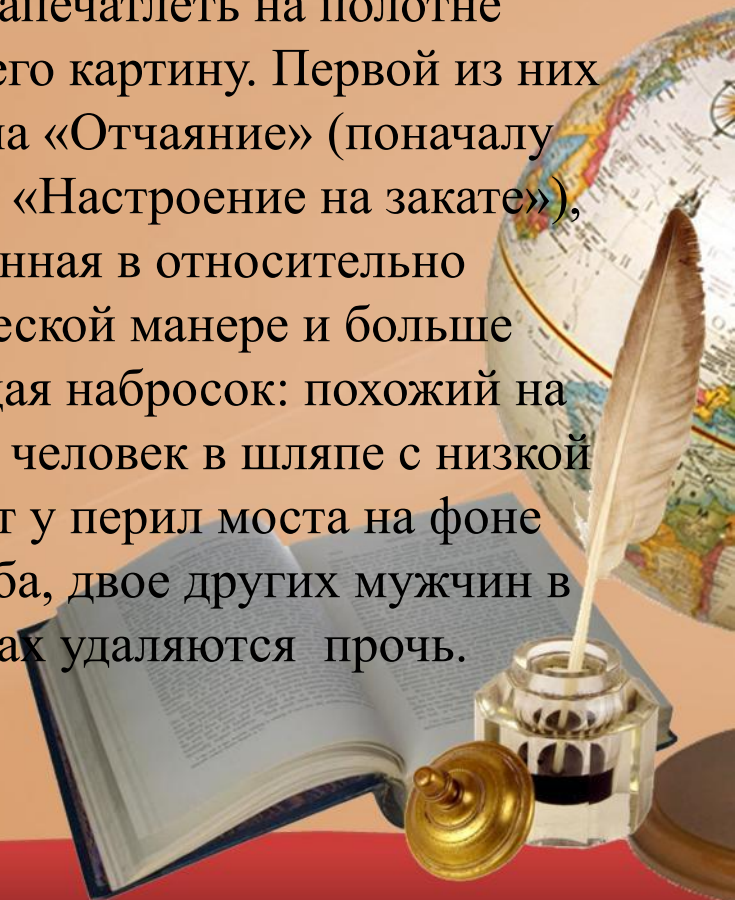 апечатлеть на полотне
его картину. Первой из них
на «Отчаяние» (поначалу
«Настроение на закате»),
нная в относительно
еской манере и больше
ая набросок: похожий на
человек в шляпе с низкой
т у перил моста на фоне
ба, двое других мужчин в
ах удаляются прочь.